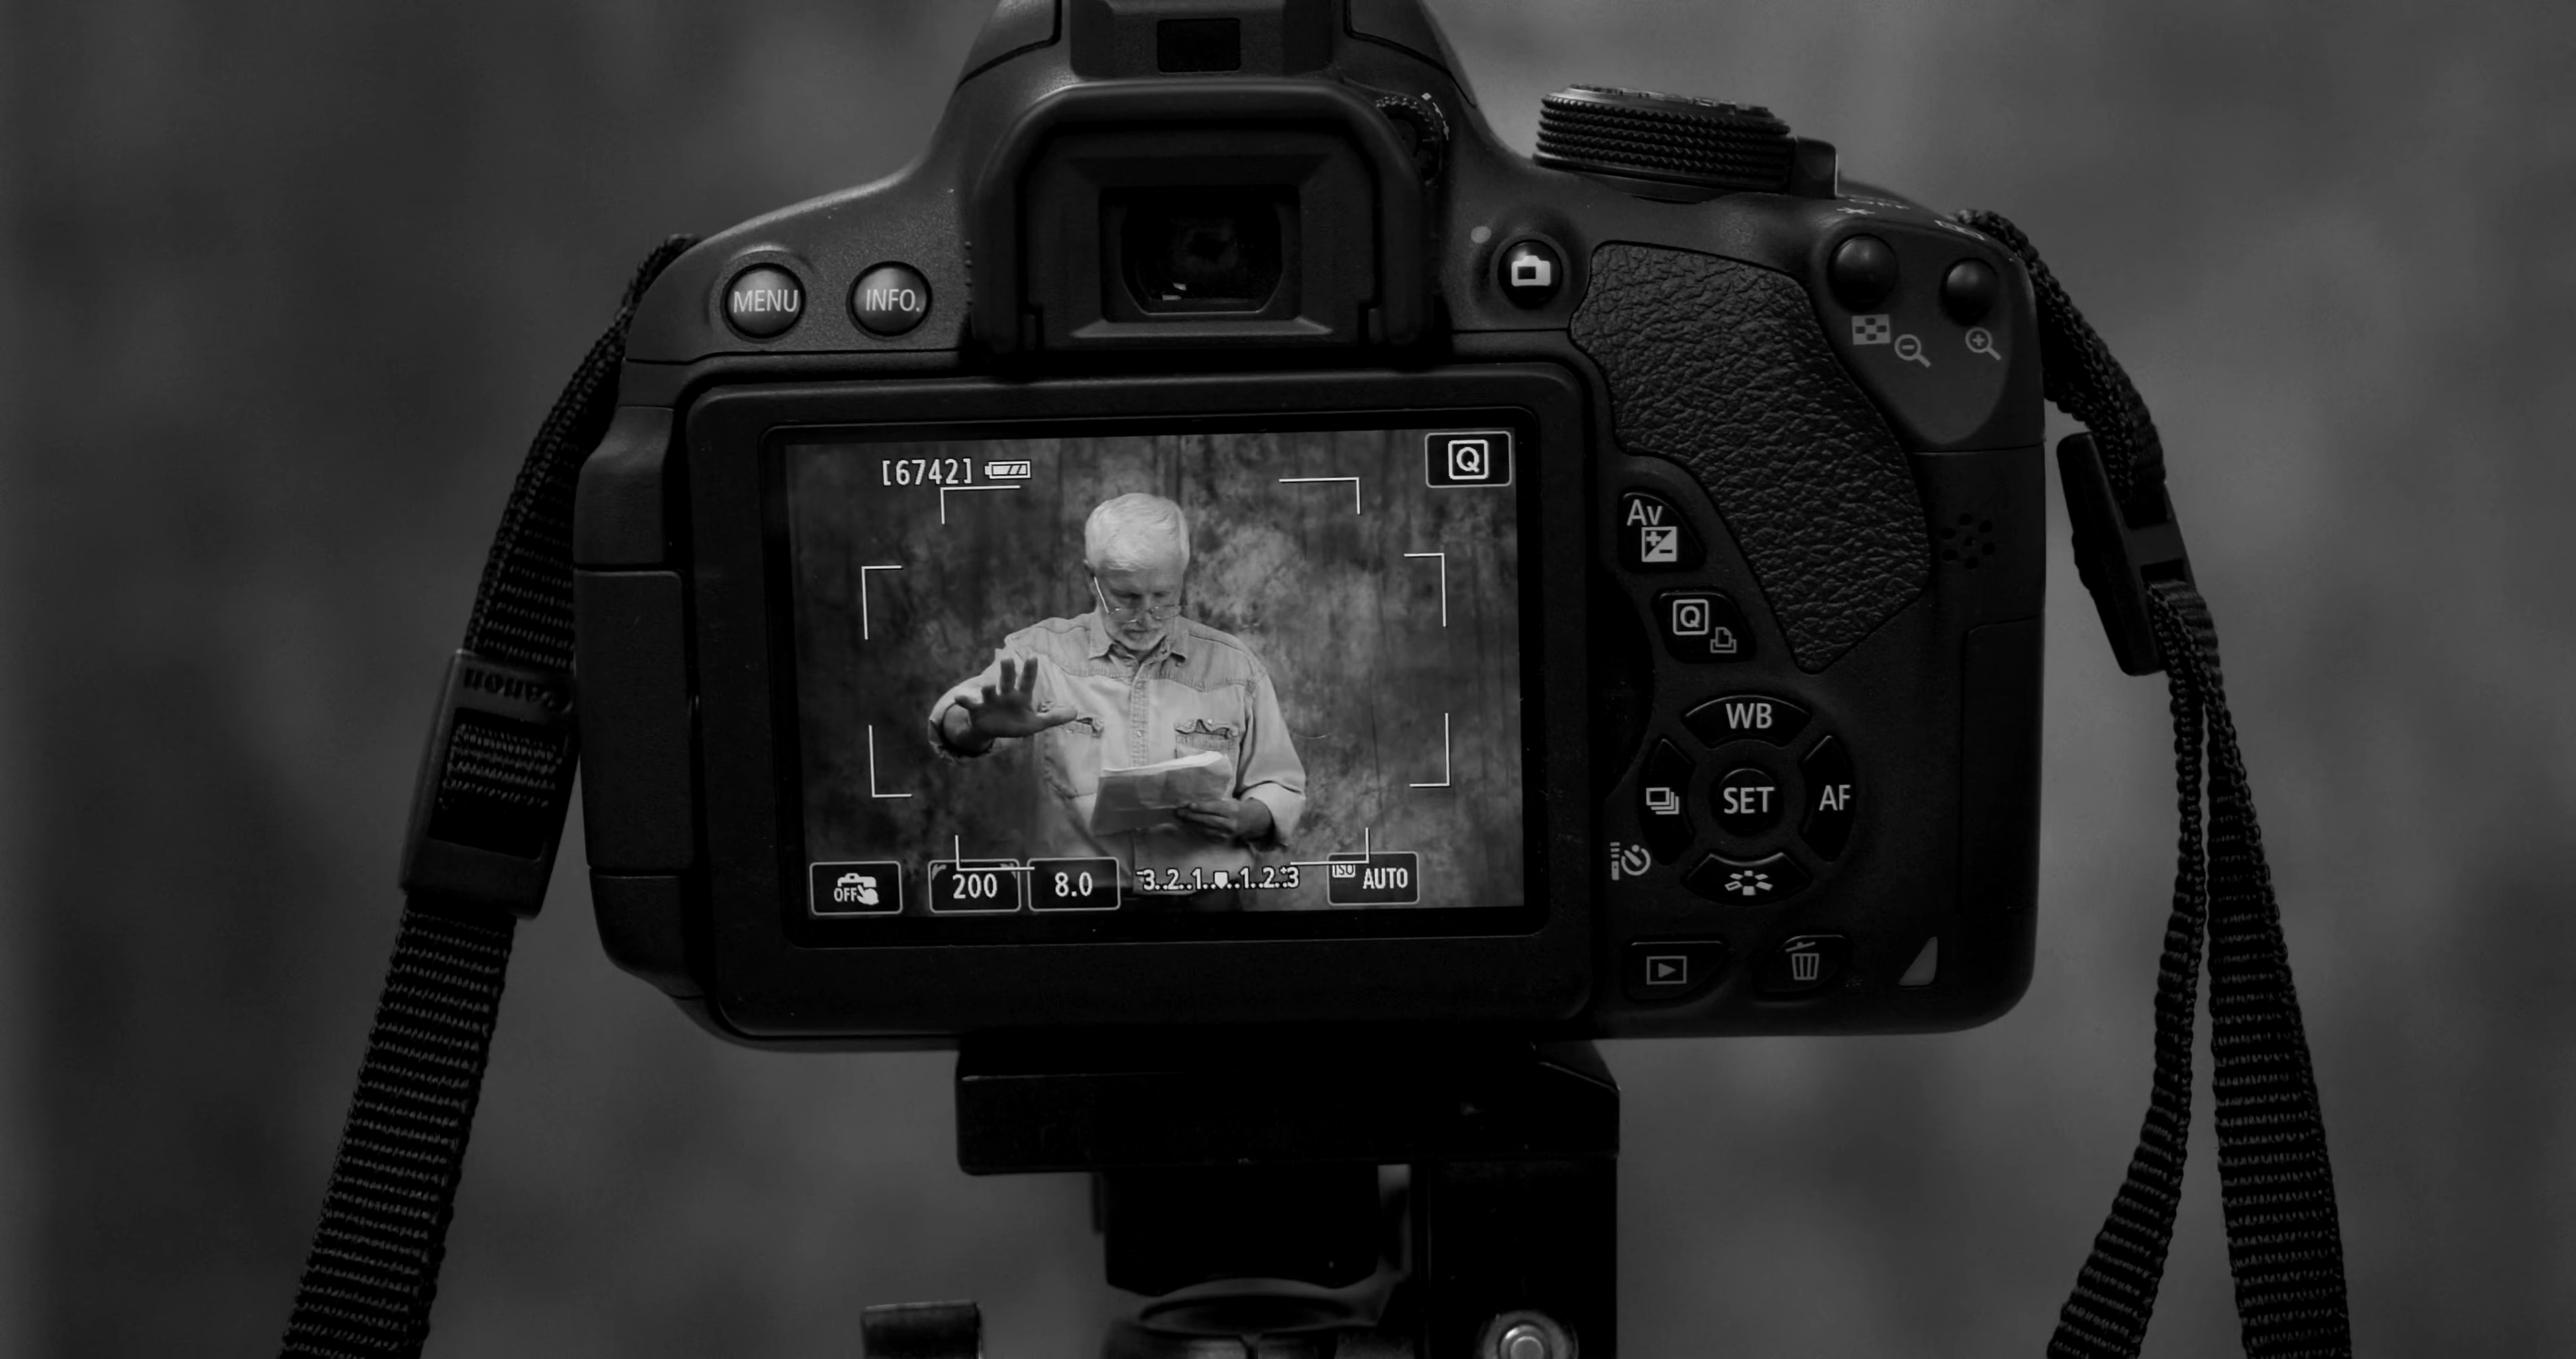 MENU
INFO.
[6742]
Q
Av
Q
Canon
WB
SET
AF
OFF
200
8.0
-3..2..1..▼..1..2..+3
ISO
AUTO